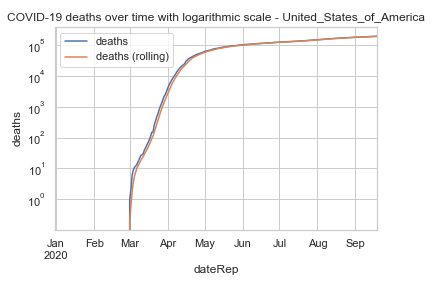 COVID-19 deaths over time with logarithmic scale - United_States_of_America
deaths
deaths (rolling)
10^5
10^4
10^3
10^2
10^1
10^0
deaths
Jan Feb Mar Apr May Jun Jul Aug Sep
2020
dateRep